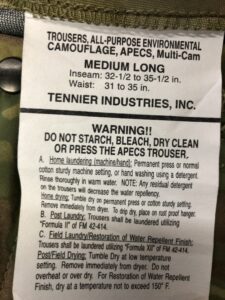 TROUSERS, ALL-PURPOSE ENVIRONMENTAL
CAMOUFLAGE, APECS, Multi-Cam
MEDIUM LONG
Inseam: 32-1/2 to 35-1/2 in.
Waist: 31 to 35 in.
TENNIER INDUSTRIES, INC.
WARNING!!
DO NOT STARCH, BLEACH, DRY CLEAN
OR PRESS THE APECS TROUSER.
A. Home laundering (machine/hand): Permanent press or normal
cotton sturdy machine setting, or hand washing using a detergent.
Rinse thoroughly in warm water. NOTE: Any residual detergent
on the trousers will decrease the water repellency.
Home drying: Tumble dry on permanent press or cotton sturdy setting.
Remove immediately from dryer. To drip dry, place on rust proof hanger.
B. Post Laundry: Trousers shall be laundered utilizing
"Formula II" of FM 42-414.
C. Field Laundry/Restoration of Water Repellent Finish:
Trousers shall be laundered utilizing "Formula XII" of FM 42-414.
Post/Field Drying: Tumble Dry at low temperature
setting. Remove immediately from dryer. Do not
overheat or over dry. For Restoration of Water Repellent
Finish, dry at a temperature not to exceed 150° F.